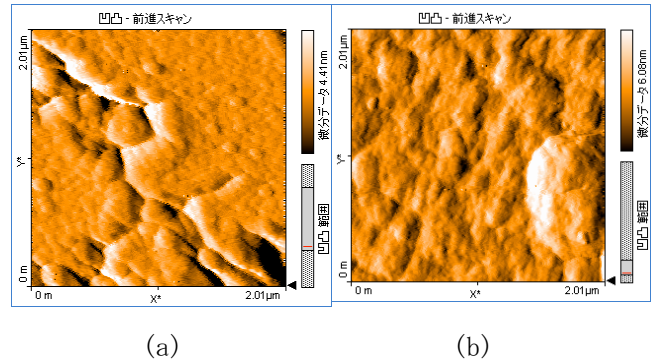 凹凸 - 前進スキャン
2.01µm
Y*
0 m
0 m
X*
2.01µm
微分データ 4.41nm
凹凸 範囲
(a)
凹凸 - 前進スキャン
2.01µm
Y*
0 m
0 m
X*
2.01µm
微分データ 6.08nm
凹凸 範囲
(b)